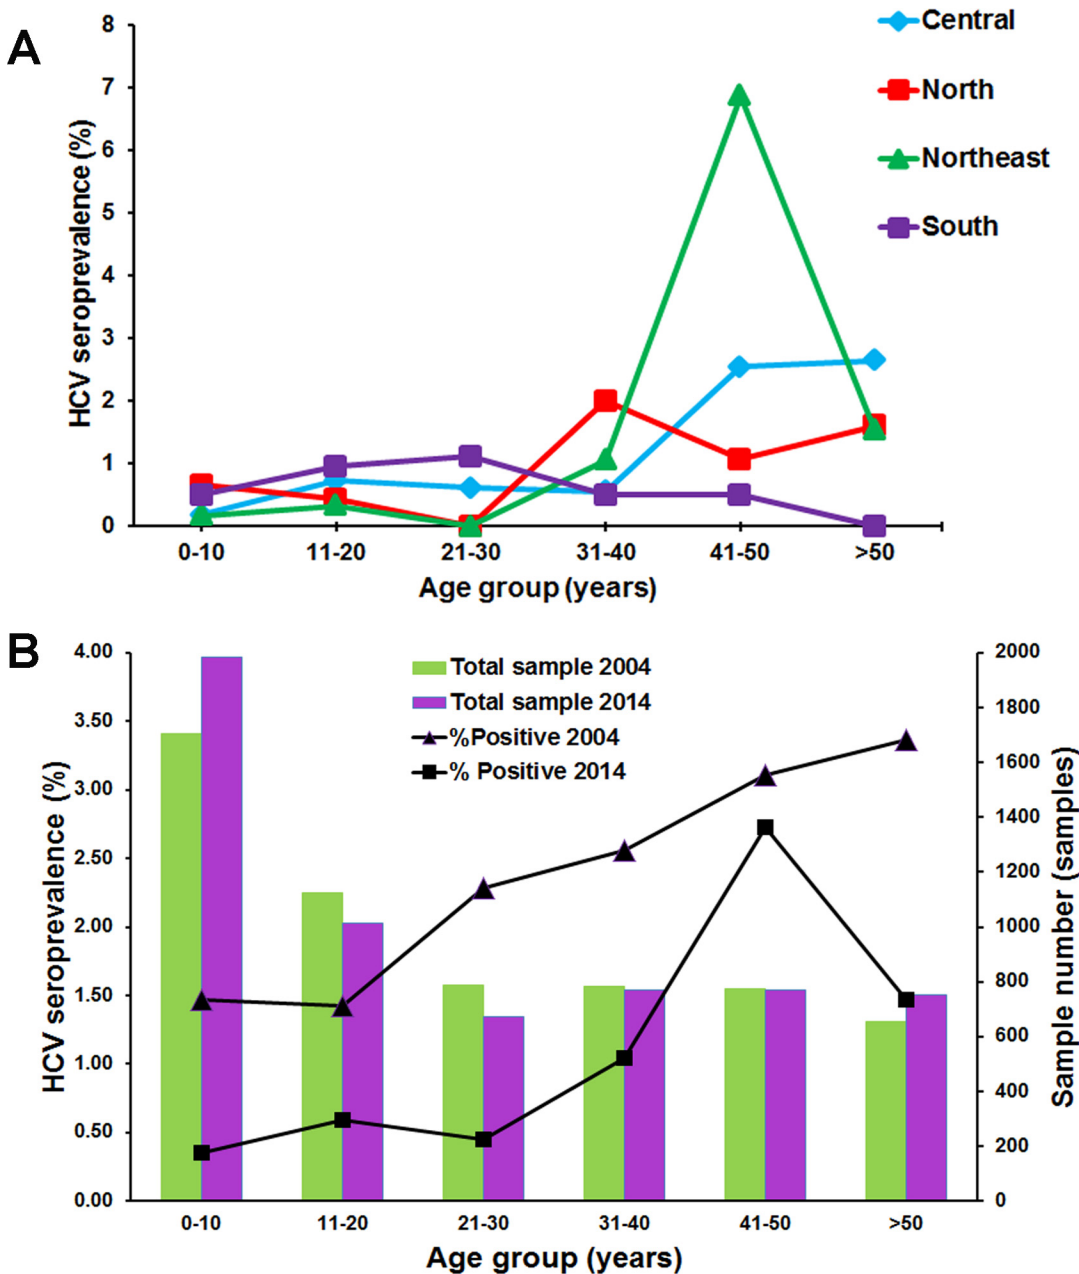 A
HCV seroprevalence (%)
8
7
6
5
4
3
2
1
0
0-10
11-20
21-30
31-40
41-50
>50
Age group (years)
Central
North
Northeast
South
B
HCV seroprevalence (%)
4.00
3.50
3.00
2.50
2.00
1.50
1.00
0.50
0.00
Total sample 2004
Total sample 2014
%Positive 2004
% Positive 2014
2000
1800
1600
1400
1200
1000
800
600
400
200
0
Sample number (samples)
0-10
11-20
21-30
31-40
41-50
>50
Age group (years)